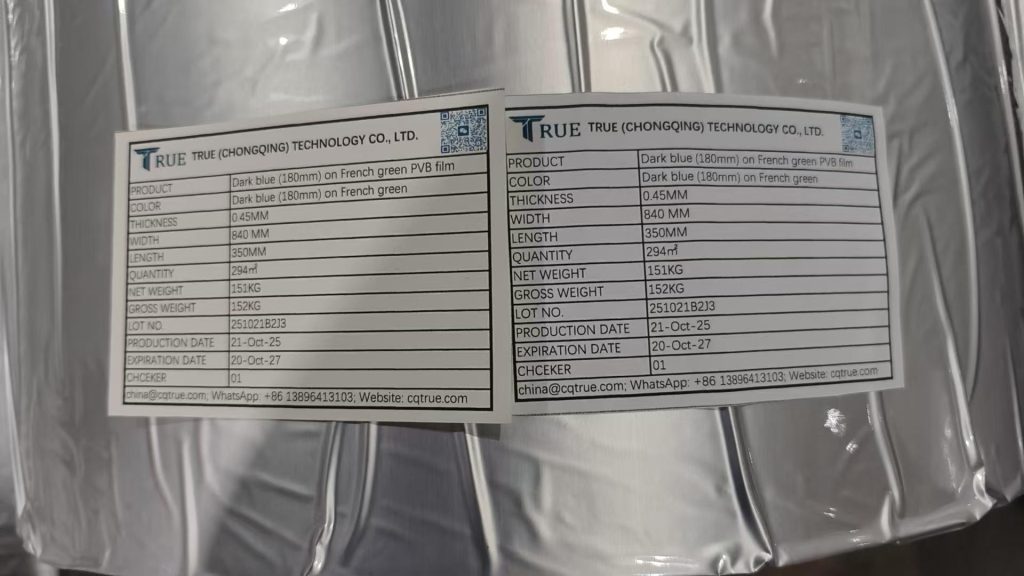 TRUE TRUE (CHONGQING) TECHNOLOGY CO., LTD.
PRODUCT Dark blue (180mm) on French green PVB film
COLOR Dark blue (180mm) on French green
THICKNESS 0.45MM
WIDTH 840 MM
LENGTH 350MM
QUANTITY 294㎡
NET WEIGHT 151KG
GROSS WEIGHT 152KG
LOT NO. 251021B2J3
PRODUCTION DATE 21-Oct-25
EXPIRATION DATE 20-Oct-27
CHCEKER 01
china@cqtrue.com; WhatsApp: +86 13896413103; Website: cqtrue.com
TRUE TRUE (CHONGQING) TECHNOLOGY CO., LTD.
PRODUCT Dark blue (180mm) on French green PVB film
COLOR Dark blue (180mm) on French green
THICKNESS 0.45MM
WIDTH 840 MM
LENGTH 350MM
QUANTITY 294㎡
NET WEIGHT 151KG
GROSS WEIGHT 152KG
LOT NO. 251021B2J3
PRODUCTION DATE 21-Oct-25
EXPIRATION DATE 20-Oct-27
CHCEKER 01
china@cqtrue.com; WhatsApp: +86 13896413103; Website: cqtrue.com